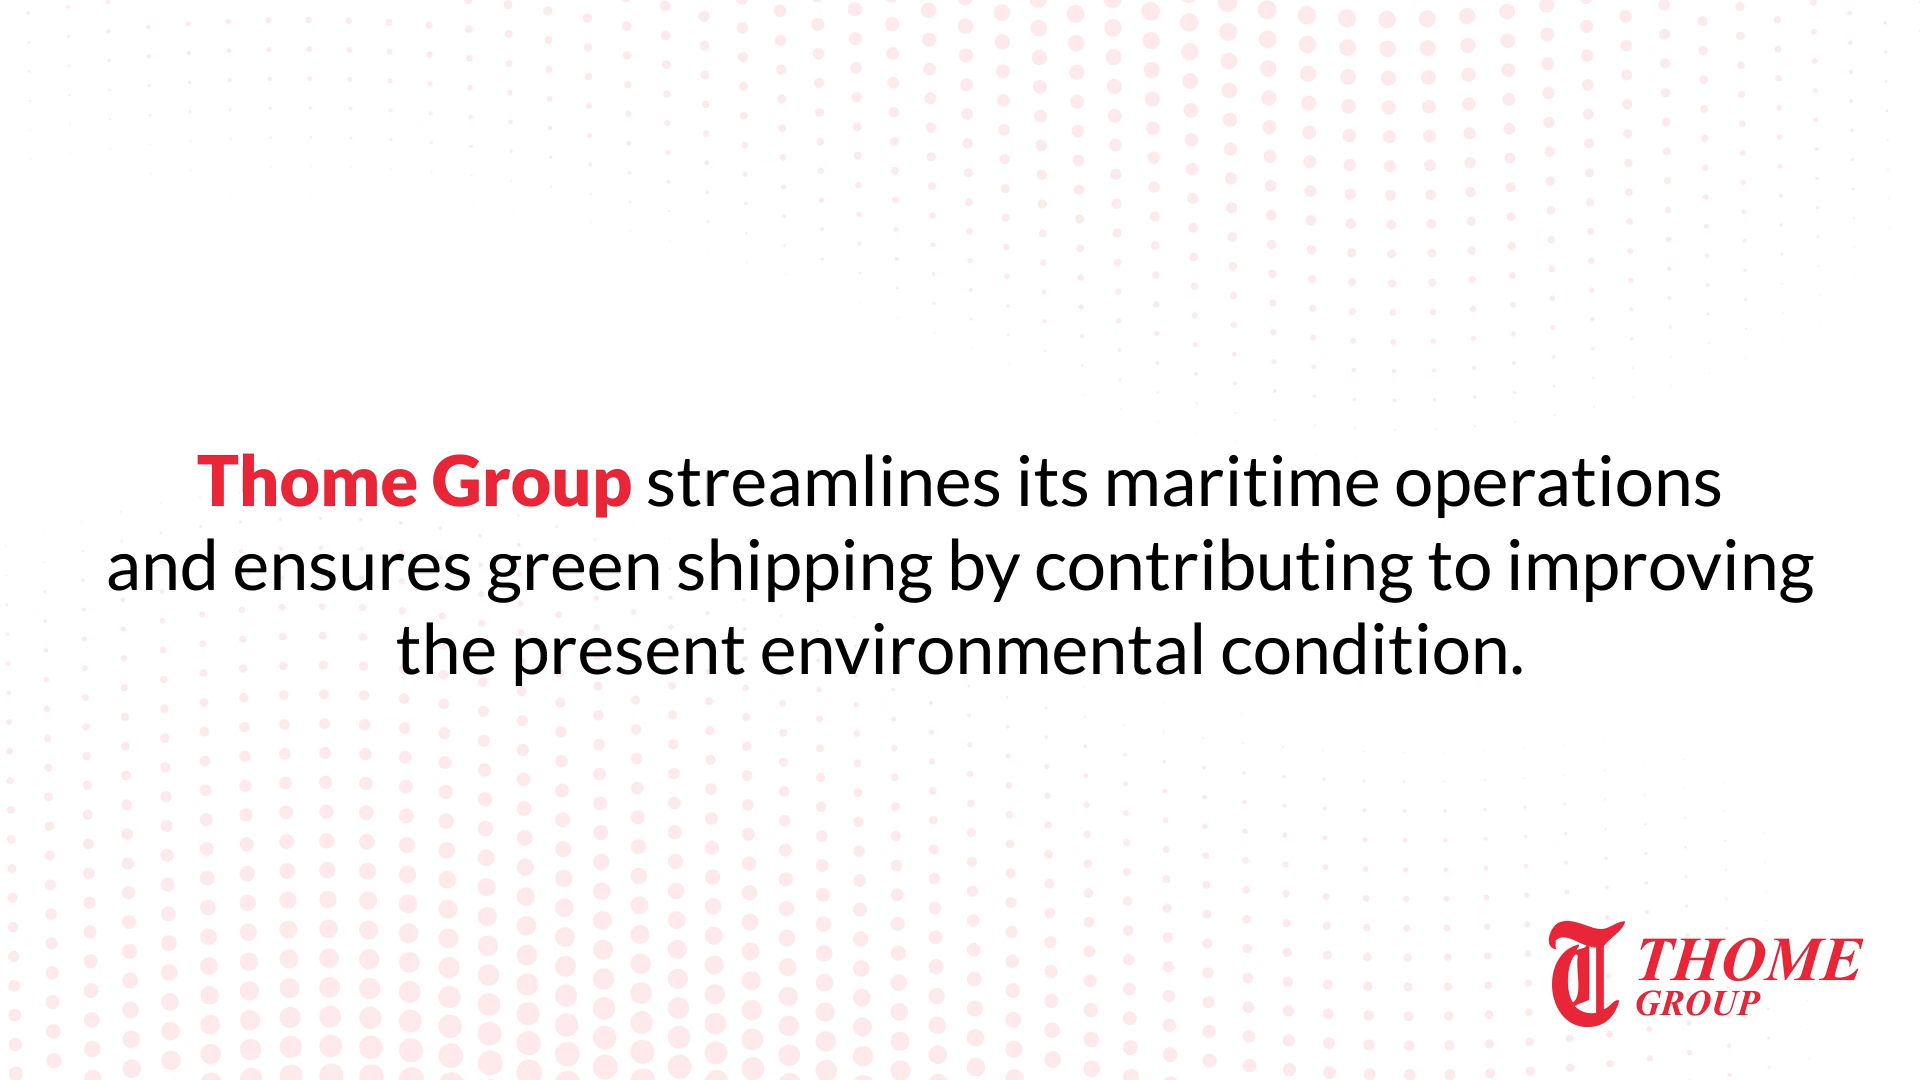 Thome Group streamlines its maritime operations
and ensures green shipping by contributing to improving
the present environmental condition.
T THOME
GROUP